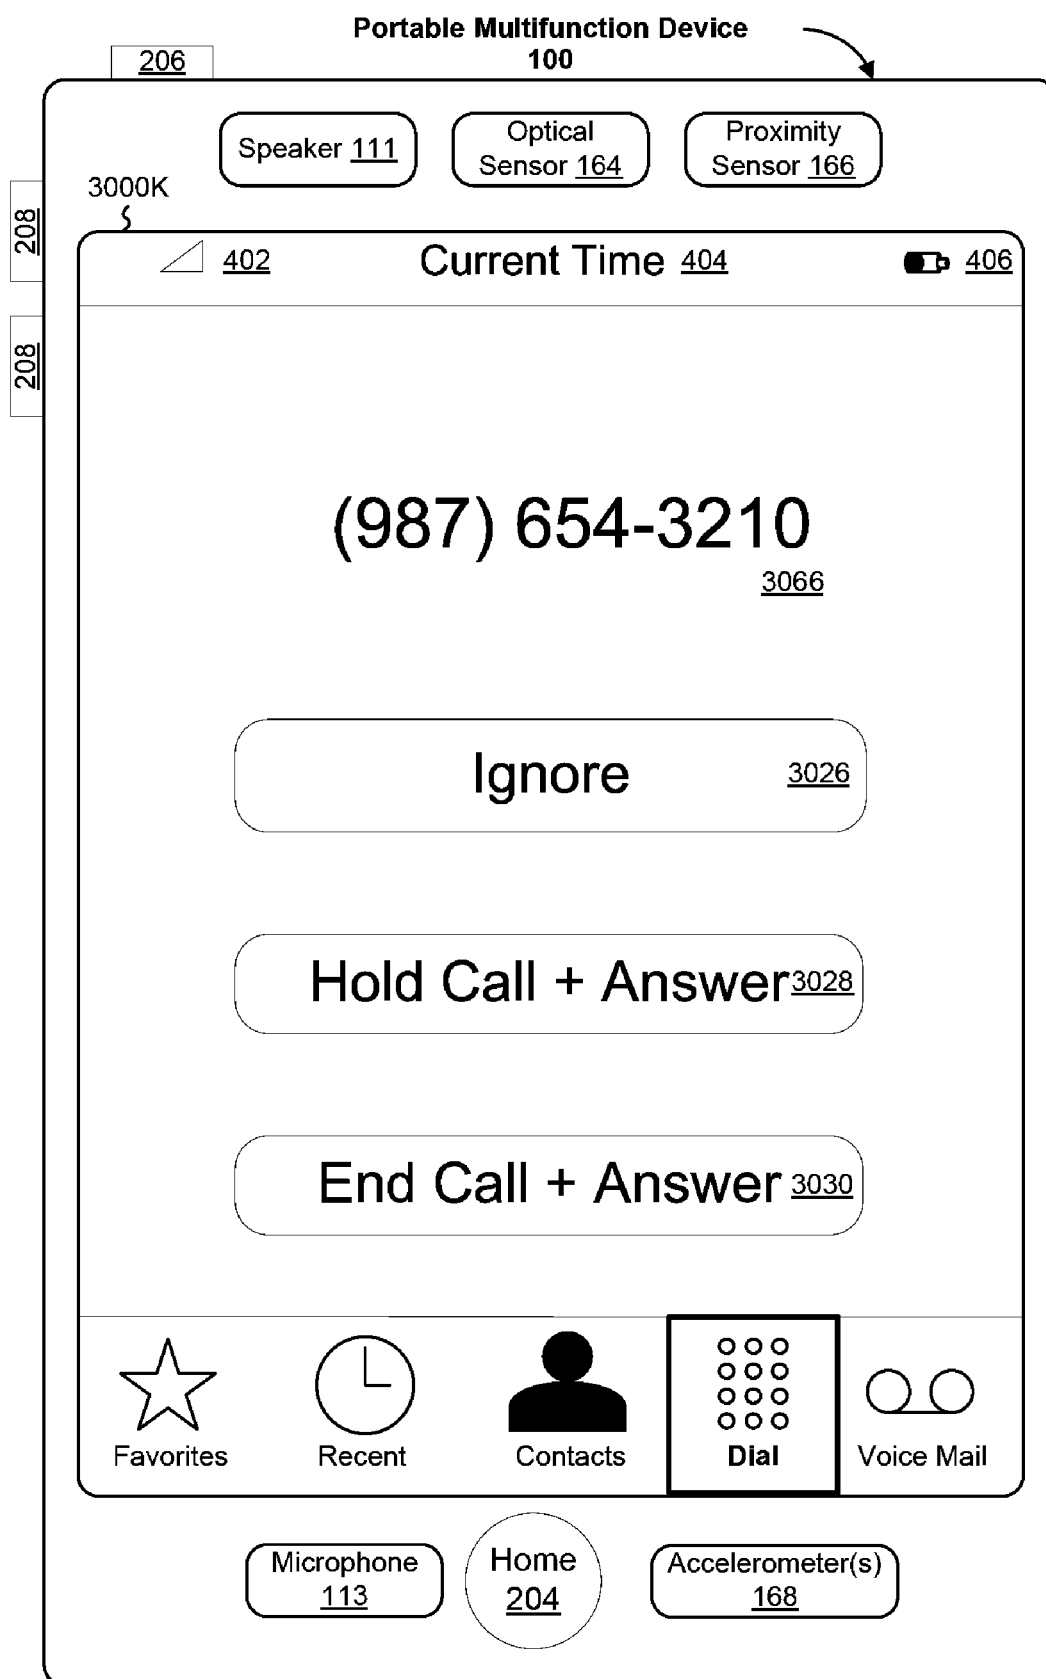 Portable Multifunction Device
100
206
Speaker 111
Optical
Sensor 164
Proximity
Sensor 166
3000K
208
208
402
Current Time 404
406
(987) 654-3210
3066
Ignore 3026
Hold Call + Answer 3028
End Call + Answer 3030
Favorites
Recent
Contacts
Dial
Voice Mail
Microphone
113
Home
204
Accelerometer(s)
168